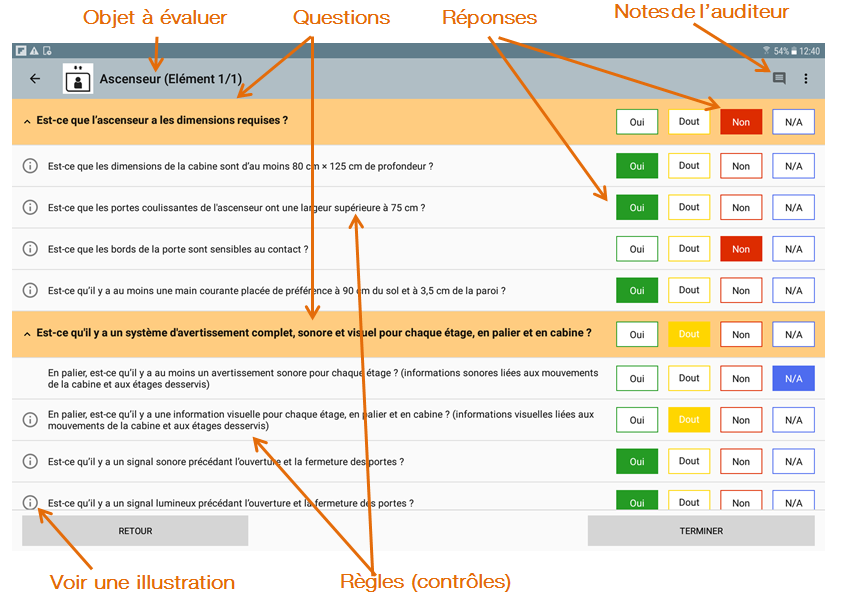 Objet à évaluer
Questions
Réponses
Notes de l'auditeur
54% 12:40
Ascenseur (Elément 1/1)
Est-ce que l'ascenseur a les dimensions requises ?
Oui Dout Non N/A
Est-ce que les dimensions de la cabine sont d'au moins 80 cm × 125 cm de profondeur ?
Oui Dout Non N/A
Est-ce que les portes coulissantes de l'ascenseur ont une largeur supérieure à 75 cm ?
Oui Dout Non N/A
Est-ce que les bords de la porte sont sensibles au contact ?
Oui Dout Non N/A
Est-ce qu'il y a au moins une main courante placée de préférence à 90 cm du sol et à 3,5 cm de la paroi ?
Oui Dout Non N/A
Est-ce qu'il y a un système d'avertissement complet, sonore et visuel pour chaque étage, en palier et en cabine ?
Oui Dout Non N/A
En palier, est-ce qu'il y a au moins un avertissement sonore pour chaque étage ? (informations sonores liées aux mouvements
de la cabine et aux étages desservis)
Oui Dout Non N/A
En palier, est-ce qu'il y a une information visuelle pour chaque étage, en palier et en cabine ? (informations visuelles liées aux
mouvements de la cabine et aux étages desservis)
Oui Dout Non N/A
Est-ce qu'il y a un signal sonore précédant l'ouverture et la fermeture des portes ?
Oui Dout Non N/A
Est-ce qu'il y a un signal lumineux précédant l'ouverture et la fermeture des portes ?
Oui Dout Non N/A
RETOUR
TERMINER
Voir une illustration
Règles (contrôles)